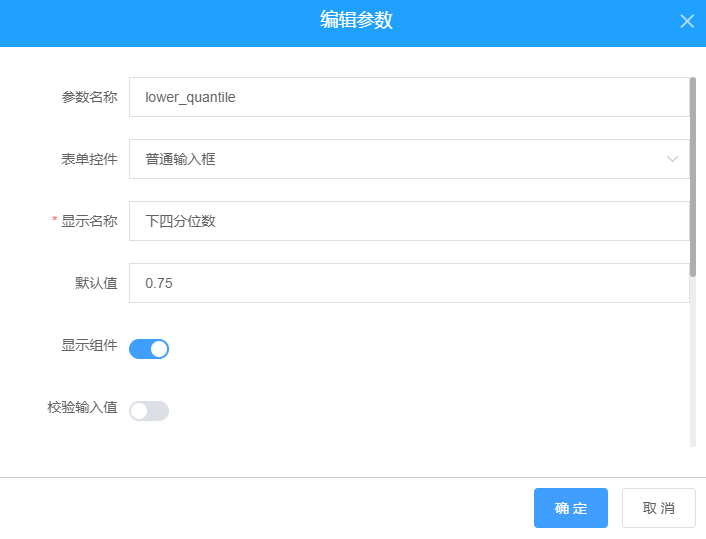 编辑参数
参数名称 lower_quantile
表单控件 普通输入框
* 显示名称 下四分位数
默认值 0.75
显示组件
校验输入值
确 定 取 消